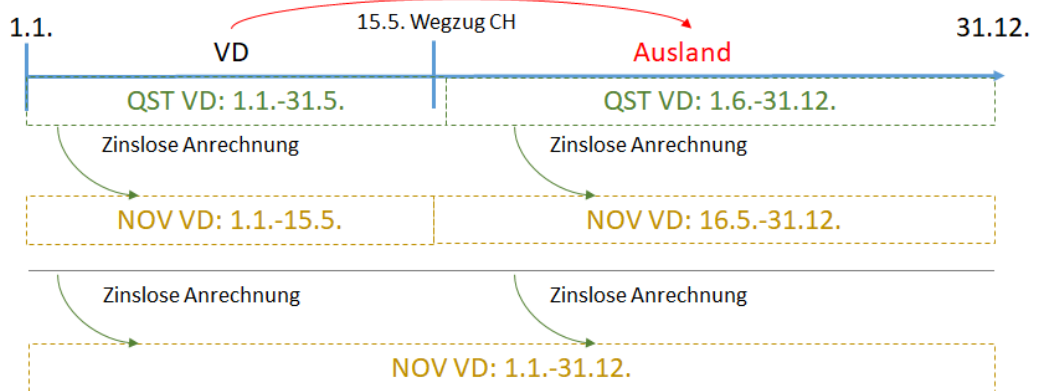 1.1.
15.5. Wegzug CH
31.12.
VD
Ausland
QST VD: 1.1.-31.5.
QST VD: 1.6.-31.12.
Zinslose Anrechnung
Zinslose Anrechnung
NOV VD: 1.1.-15.5.
NOV VD: 16.5.-31.12.
Zinslose Anrechnung
Zinslose Anrechnung
NOV VD: 1.1.-31.12.